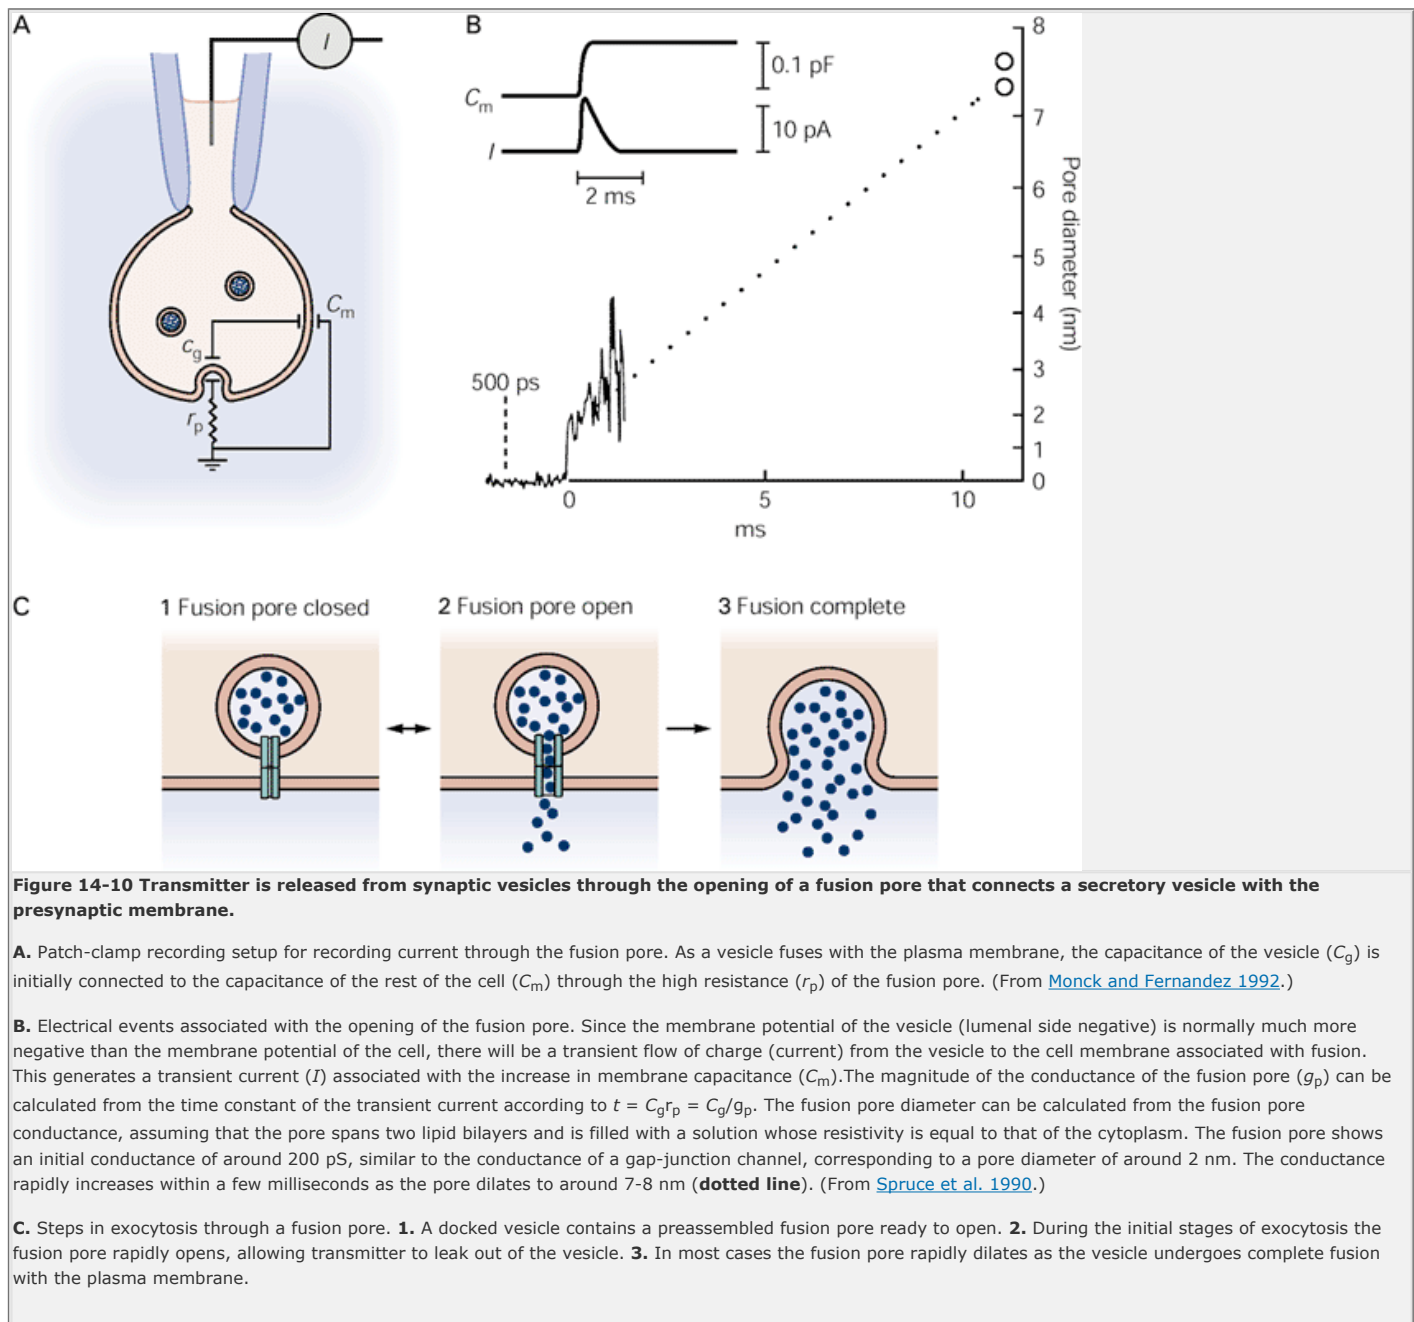 A
I
C_m
c_g
r_p
B
C_m
0.1 pF
I
10 pA
2 ms
500 ps
8
7
6
5
4
3
2
1
0
Pore diameter (nm)
0 5 10
ms
C
1 Fusion pore closed
2 Fusion pore open
3 Fusion complete
Figure 14-10 Transmitter is released from synaptic vesicles through the opening of a fusion pore that connects a secretory vesicle with the
presynaptic membrane.
A. Patch-clamp recording setup for recording current through the fusion pore. As a vesicle fuses with the plasma membrane, the capacitance of the vesicle (C_g) is
initially connected to the capacitance of the rest of the cell (C_m) through the high resistance (r_p) of the fusion pore. (From Monck and Fernandez 1992.)
B. Electrical events associated with the opening of the fusion pore. Since the membrane potential of the vesicle (lumenal side negative) is normally much more
negative than the membrane potential of the cell, there will be a transient flow of charge (current) from the vesicle to the cell membrane associated with fusion.
This generates a transient current (I) associated with the increase in membrane capacitance (C_m).The magnitude of the conductance of the fusion pore (g_p) can be
calculated from the time constant of the transient current according to t = C_gr_p = C_g/g_p. The fusion pore diameter can be calculated from the fusion pore
conductance, assuming that the pore spans two lipid bilayers and is filled with a solution whose resistivity is equal to that of the cytoplasm. The fusion pore shows
an initial conductance of around 200 pS, similar to the conductance of a gap-junction channel, corresponding to a pore diameter of around 2 nm. The conductance
rapidly increases within a few milliseconds as the pore dilates to around 7-8 nm (dotted line). (From Spruce et al. 1990.)
C. Steps in exocytosis through a fusion pore. 1. A docked vesicle contains a preassembled fusion pore ready to open. 2. During the initial stages of exocytosis the
fusion pore rapidly opens, allowing transmitter to leak out of the vesicle. 3. In most cases the fusion pore rapidly dilates as the vesicle undergoes complete fusion
with the plasma membrane.